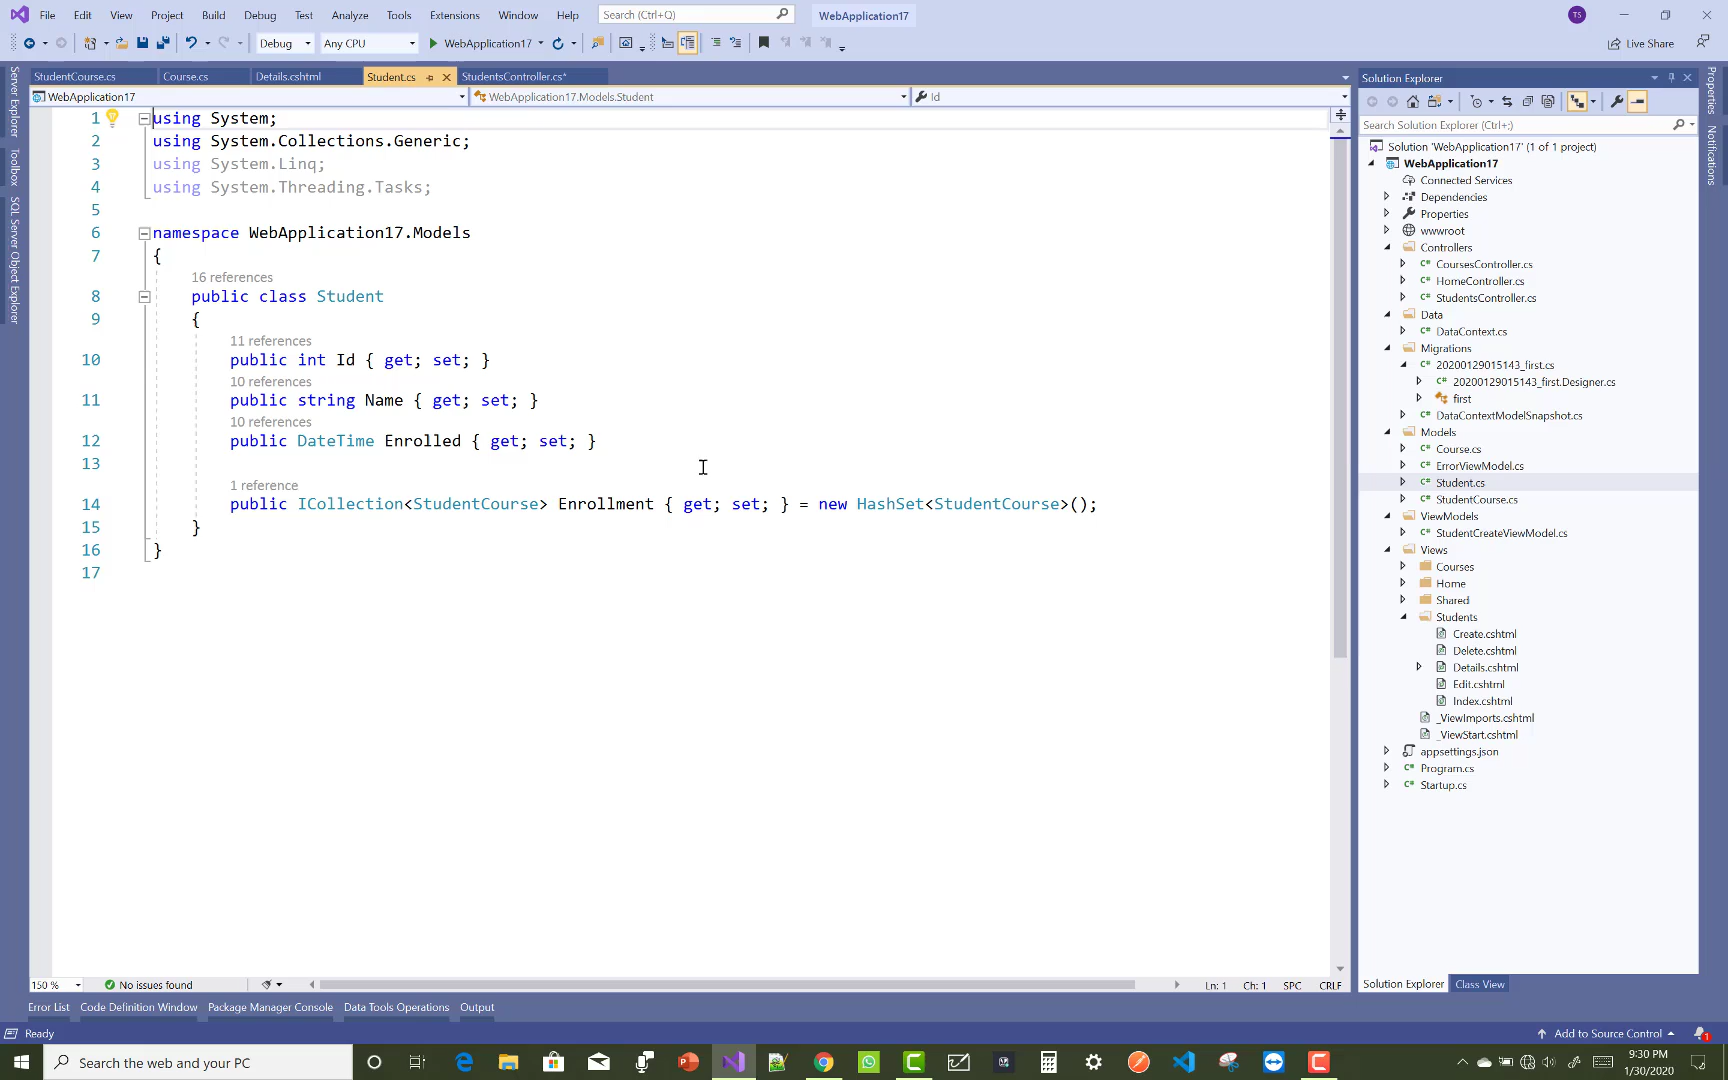 File Edit View Project Build Debug Test Analyze Tools Extensions Window Help Search (Ctrl+Q) WebApplication17 TS
Debug Any CPU WebApplication17 Live Share
Server Explorer
Toolbox
SQL Server Object Explorer
StudentCourse.cs Course.cs Details.cshtml Student.cs StudentsController.cs*
WebApplication17 WebApplication17.Models.Student Id
1 using System;
2 using System.Collections.Generic;
3 using System.Linq;
4 using System.Threading.Tasks;
5
6 namespace WebApplication17.Models
7 {
16 references
8 public class Student
9 {
11 references
10 public int Id { get; set; }
10 references
11 public string Name { get; set; }
10 references
12 public DateTime Enrolled { get; set; }
13
1 reference
14 public ICollection<StudentCourse> Enrollment { get; set; } = new HashSet<StudentCourse>();
15 }
16 }
17
150 % No issues found Ln: 1 Ch: 1 SPC CRLF
Solution Explorer
Search Solution Explorer (Ctrl+;)
Solution 'WebApplication17' (1 of 1 project)
WebApplication17
Connected Services
Dependencies
Properties
wwwroot
Controllers
C# CoursesController.cs
C# HomeController.cs
C# StudentsController.cs
Data
C# DataContext.cs
Migrations
C# 20200129015143_first.cs
C# 20200129015143_first.Designer.cs
first
C# DataContextModelSnapshot.cs
Models
C# Course.cs
C# ErrorViewModel.cs
C# Student.cs
C# StudentCourse.cs
ViewModels
C# StudentCreateViewModel.cs
Views
Courses
Home
Shared
Students
Create.cshtml
Delete.cshtml
Details.cshtml
Edit.cshtml
Index.cshtml
_ViewImports.cshtml
_ViewStart.cshtml
appsettings.json
C# Program.cs
C# Startup.cs
Solution Explorer Class View
Properties
Notifications
Error List Code Definition Window Package Manager Console Data Tools Operations Output
Ready Add to Source Control 1
Search the web and your PC
9:30 PM
1/30/2020